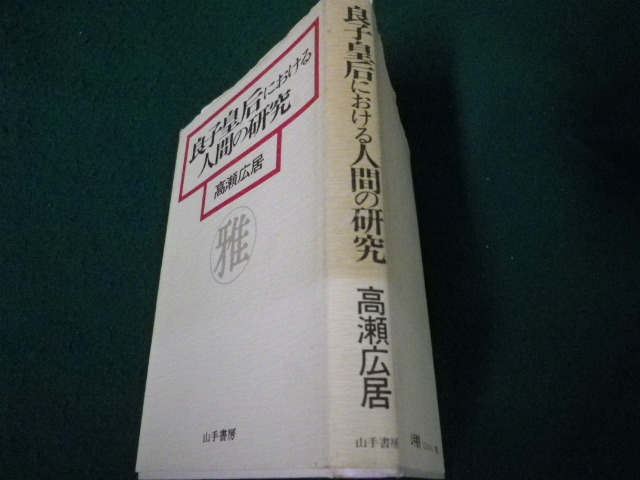 良子皇后における
人間の研究
高瀬広居
雅
山手書房
良子皇后における人間の研究
高瀬広居
山手書房